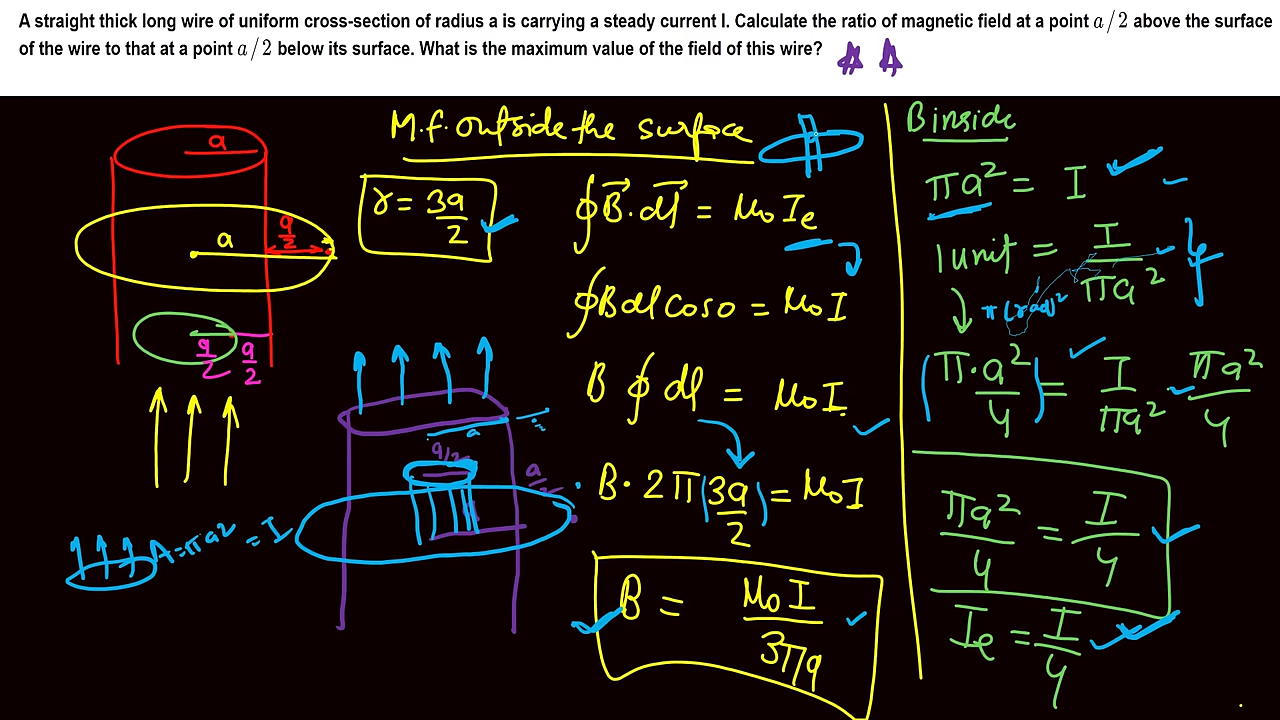 A straight thick long wire of uniform cross-section of radius a is carrying a steady current I. Calculate the ratio of magnetic field at a point a/2 above the surface
of the wire to that at a point a/2 below its surface. What is the maximum value of the field of this wire?
a
a
a/2
a/2 a/2
A=πa² = I
a
a/2
a/2
M.f. outside the surface
r = 3a/2
∮B⃗.dl⃗ = μ₀Ie
∮Bdl cos0 = μ₀I
B ∮ dl = μ₀I
B. 2π(3a/2) = μ₀I
B = μ₀I/3πa
B inside
πa² = I
1 unit = I/πa²
π(rad)²
(π.a²/4) = I/πa² πa²/4
πa²/4 = I/4
Ie = I/4